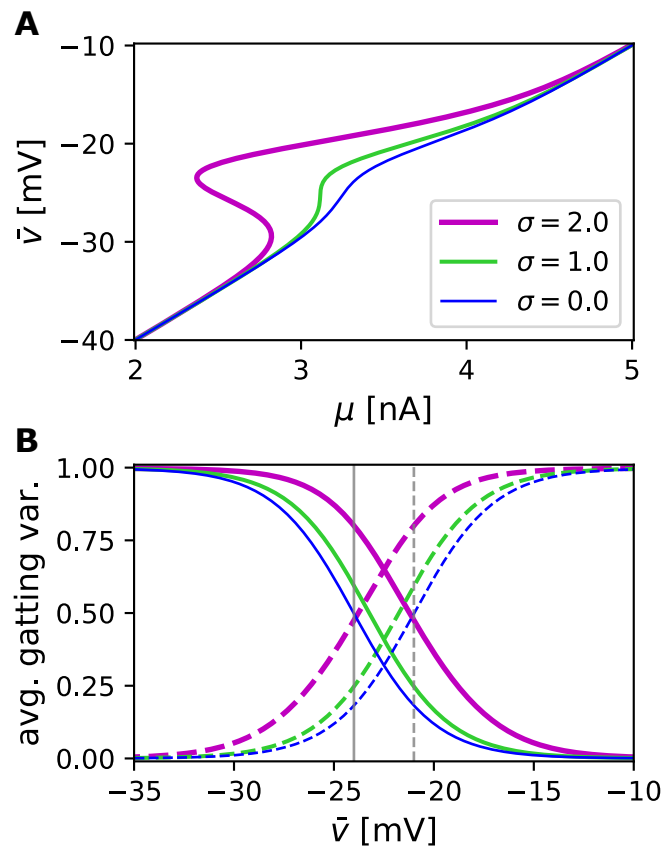 A
−10
−20
−30
−40
v̄ [mV]
σ = 2.0
σ = 1.0
σ = 0.0
2 3 4 5
μ [nA]
B
1.00
0.75
0.50
0.25
0.00
avg. gatting var.
−35 −30 −25 −20 −15 −10
v̄ [mV]